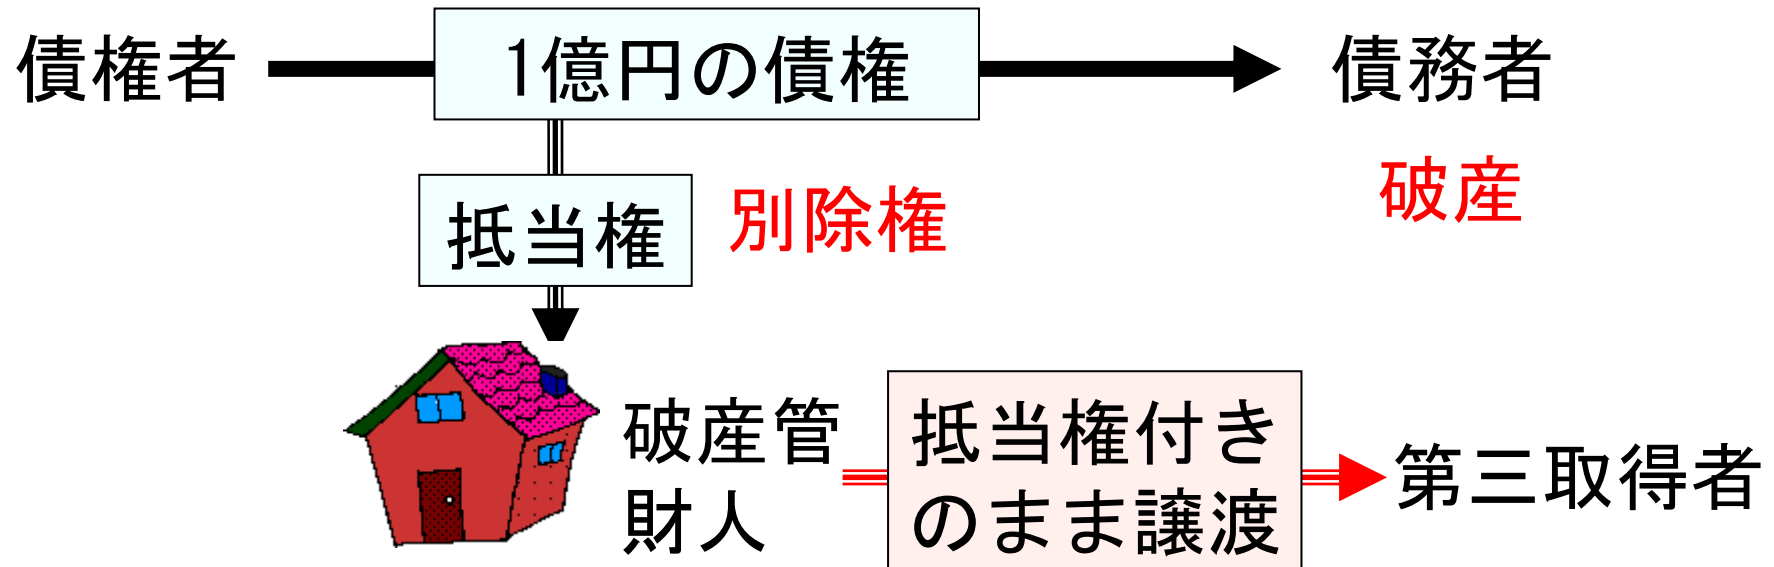 債権者
1億円の債権
債務者
破産
抵当権
別除権
破産管
財人
抵当権付き
のまま譲渡
第三取得者